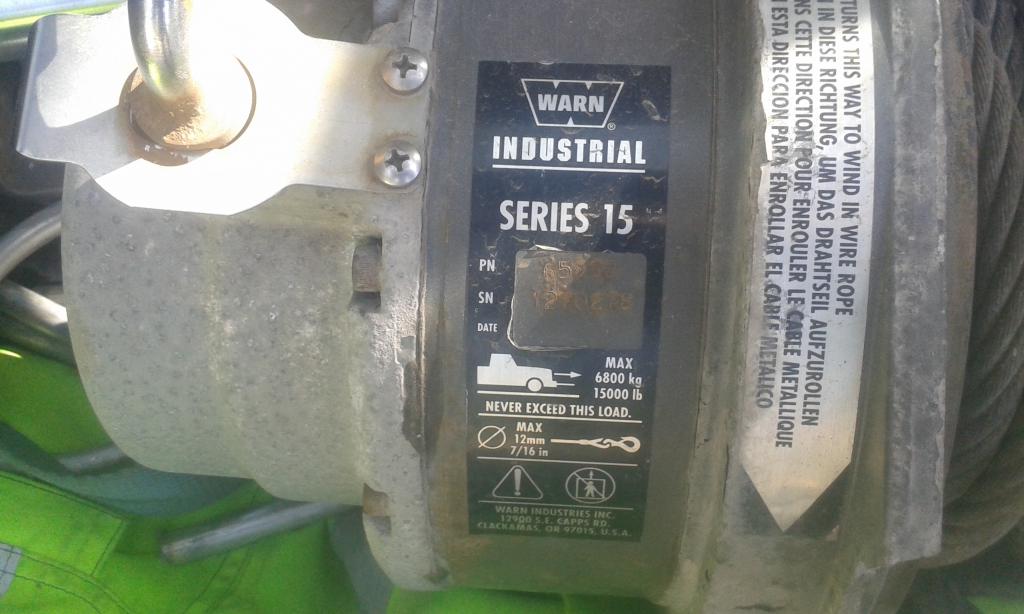 WARN
®
INDUSTRIAL
SERIES 15
PN
SN
DATE
MAX
6800 kg
15000 lb
NEVER EXCEED THIS LOAD.
MAX
12mm
7/16 in
WARN INDUSTRIES INC.
12900 S.E. CAPPS RD.
CLACKAMAS, OR 97015, U.S.A.
TURNS THIS WAY TO WIND IN WIRE ROPE
IN DIESE RICHTUNG, UM DAS DRAHTSEIL AUFZUROLLEN
NS CETTE DIRECTION POUR ENROULER LE CABLE METALLIQUE
N ESTA DIRECCION PARA ENROLLAR EL CABLE METALICO